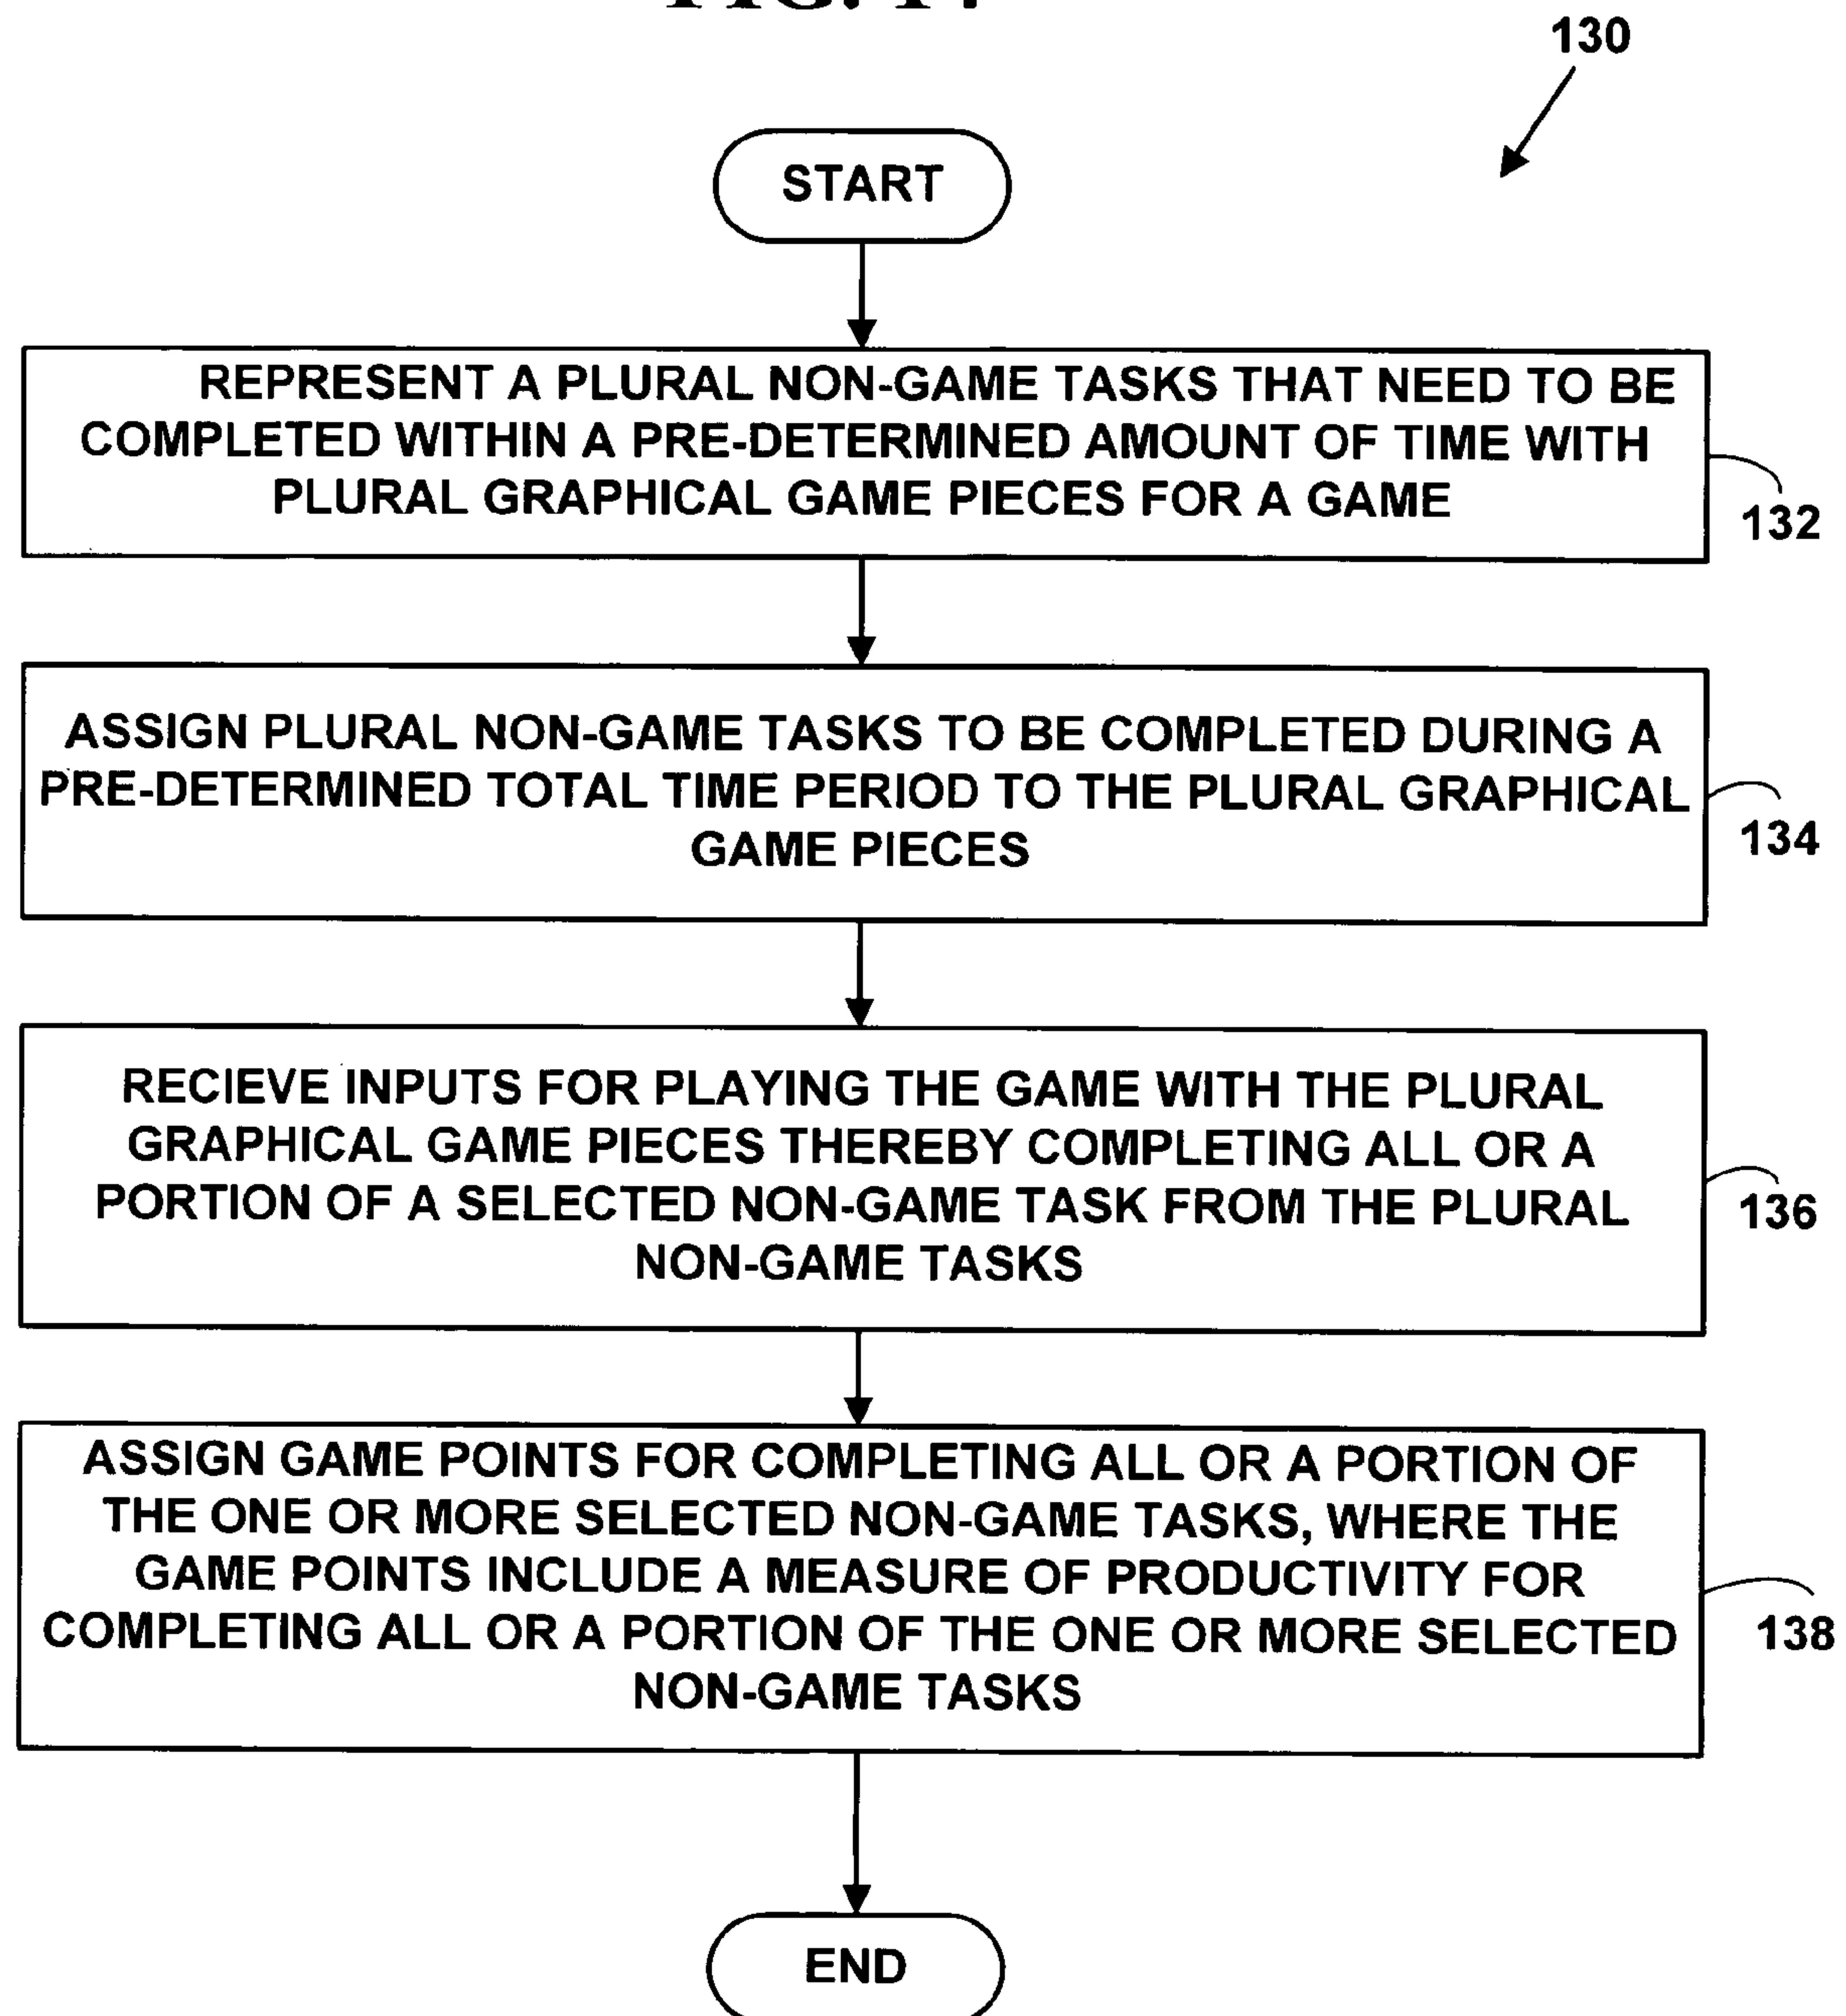 130
START
REPRESENT A PLURAL NON-GAME TASKS THAT NEED TO BE
COMPLETED WITHIN A PRE-DETERMINED AMOUNT OF TIME WITH
PLURAL GRAPHICAL GAME PIECES FOR A GAME
132
ASSIGN PLURAL NON-GAME TASKS TO BE COMPLETED DURING A
PRE-DETERMINED TOTAL TIME PERIOD TO THE PLURAL GRAPHICAL
GAME PIECES
134
RECIEVE INPUTS FOR PLAYING THE GAME WITH THE PLURAL
GRAPHICAL GAME PIECES THEREBY COMPLETING ALL OR A
PORTION OF A SELECTED NON-GAME TASK FROM THE PLURAL
NON-GAME TASKS
136
ASSIGN GAME POINTS FOR COMPLETING ALL OR A PORTION OF
THE ONE OR MORE SELECTED NON-GAME TASKS, WHERE THE
GAME POINTS INCLUDE A MEASURE OF PRODUCTIVITY FOR
COMPLETING ALL OR A PORTION OF THE ONE OR MORE SELECTED
NON-GAME TASKS
138
END